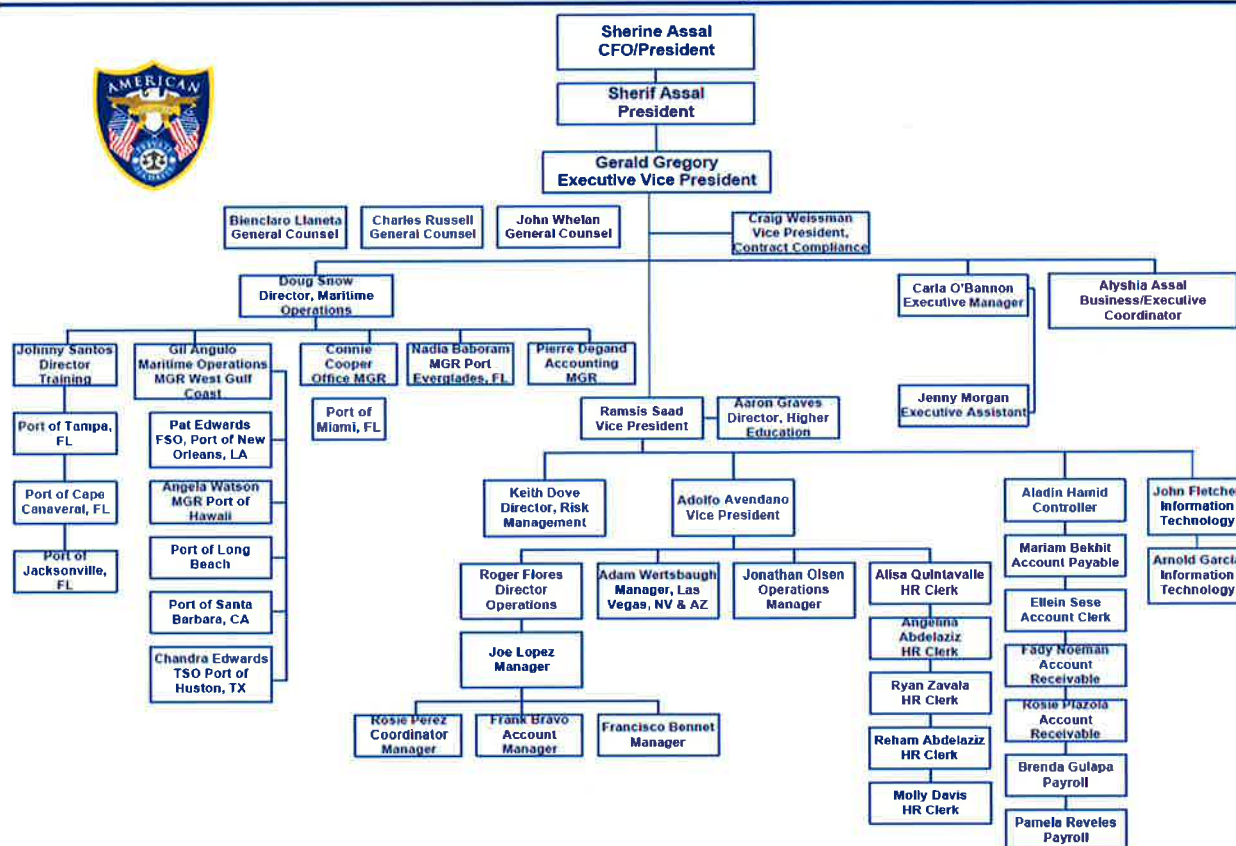 Sherine Assal
CFO/President
Sherif Assal
President
Gerald Gregory
Executive Vice President
AMERICAN
PRIVATE
SECURITY
Bienclaro Llaneta
General Counsel
Charles Russell
General Counsel
John Whelan
General Counsel
Craig Weissman
Vice President,
Contract Compliance
Doug Snow
Director, Maritime
Operations
Carla O'Bannon
Executive Manager
Alyshia Assal
Business/Executive
Coordinator
Johnny Santos
Director
Training
Gil Angulo
Maritime Operations
MGR West Gulf
Coast
Connie
Cooper
Office MGR
Nadia Baboram
MGR Port
Everglades, FL
Pierre Degand
Accounting
MGR
Jenny Morgan
Executive Assistant
Port of Tampa,
FL
Pat Edwards
FSO, Port of New
Orleans, LA
Port of
Miami, FL
Ramsis Saad
Vice President
Aaron Graves
Director, Higher
Education
Port of Cape
Canaveral, FL
Angela Watson
MGR Port of
Hawaii
Keith Dove
Director, Risk
Management
Adolfo Avendano
Vice President
Aladin Hamid
Controller
John Fletcher
Information
Technology
Port of
Jacksonville,
FL
Port of Long
Beach
Mariam Bekhit
Account Payable
Arnold Garcia
Information
Technology
Roger Flores
Director
Operations
Adam Wertsbaugh
Manager, Las
Vegas, NV & AZ
Jonathan Olsen
Operations
Manager
Alisa Quintavalle
HR Clerk
Port of Santa
Barbara, CA
Ellein Sese
Account Clerk
Angelina
Abdelaziz
HR Clerk
Chandra Edwards
TSO Port of
Huston, TX
Joe Lopez
Manager
Fady Noeman
Account
Receivable
Ryan Zavala
HR Clerk
Rosie Perez
Coordinator
Manager
Frank Bravo
Account
Manager
Francisco Bennet
Manager
Rosie Plazola
Account
Receivable
Reham Abdelaziz
HR Clerk
Brenda Gulapa
Payroll
Molly Davis
HR Clerk
Pamela Reveles
Payroll